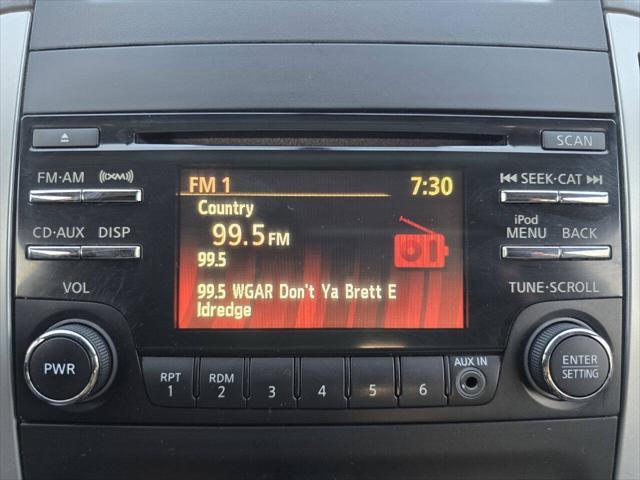 SCAN
FM·AM ((XM))
SEEK·CAT
FM 1 7:30
Country
99.5 FM
99.5
99.5 WGAR Don't Ya Brett E
ldredge
CD·AUX DISP
iPod
MENU BACK
VOL
TUNE·SCROLL
PWR
RPT
1
RDM
2
3
4
5
6
AUX IN
ENTER
SETTING